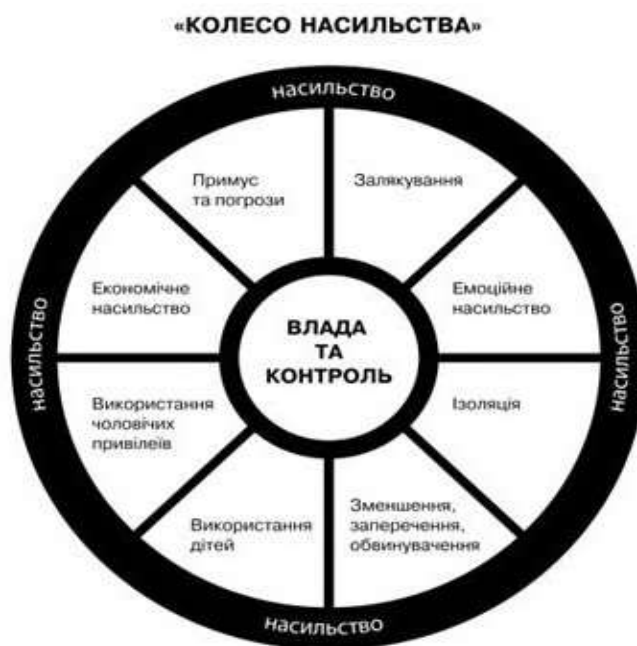 «КОЛЕСО НАСИЛЬСТВА»
насильство
Примус
та погрози
Залякування
Економічне
насильство
Емоційне
насильство
насильство
ВЛАДА
ТА
КОНТРОЛЬ
насильство
Використання
чоловічих
привілеїв
Ізоляція
Використання
дітей
Зменшення,
заперечення,
обвинувачення
насильство